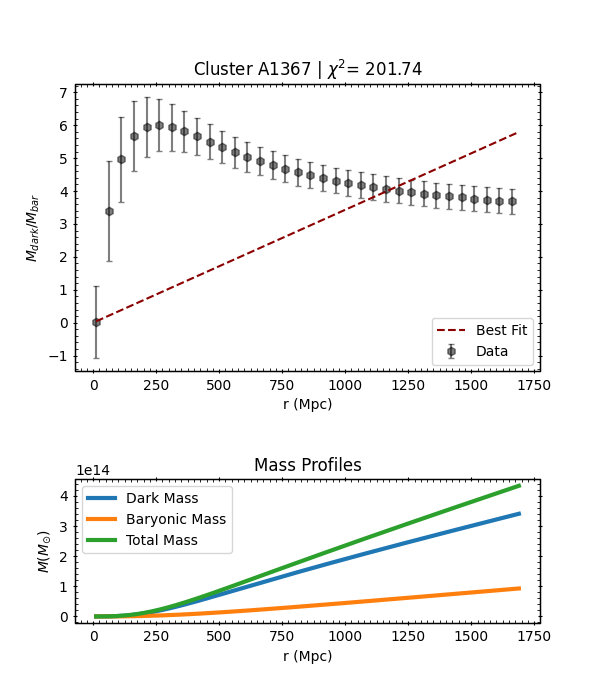 Cluster A1367 | χ²= 201.74
M_dark/M_bar
7
6
5
4
3
2
1
0
−1
Best Fit
Data
0 250 500 750 1000 1250 1500 1750
r (Mpc)
Mass Profiles
1e14
M(M_⊙)
4
3
2
1
0
Dark Mass
Baryonic Mass
Total Mass
0 250 500 750 1000 1250 1500 1750
r (Mpc)